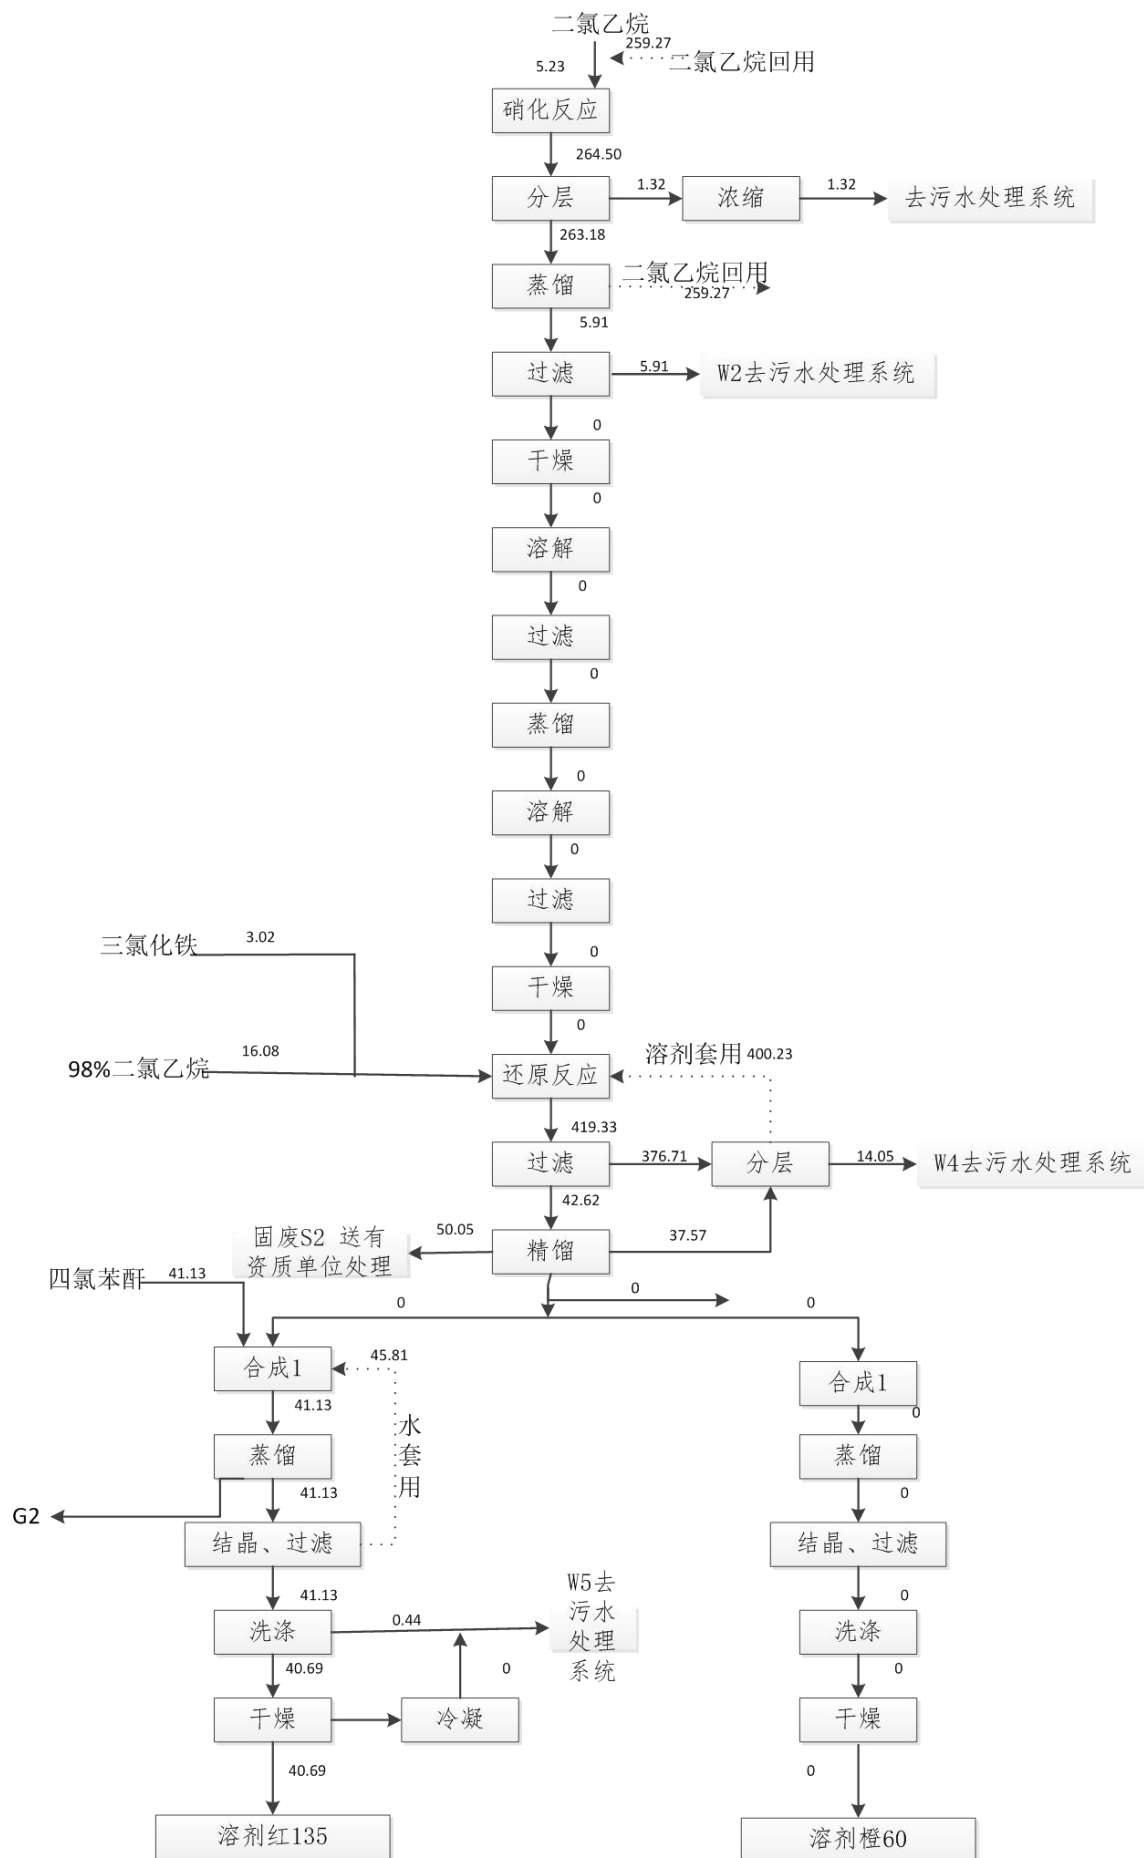 二氯乙烷
259.27
二氯乙烷回用
5.23
硝化反应
264.50
分层
1.32
浓缩
1.32
去污水处理系统
263.18
二氯乙烷回用
蒸馏
259.27
5.91
过滤
5.91
W2去污水处理系统
0
干燥
0
溶解
0
过滤
0
蒸馏
0
溶解
0
过滤
三氯化铁
3.02
0
干燥
0
98%二氯乙烷
16.08
还原反应
溶剂套用
400.23
419.33
过滤
376.71
分层
14.05
W4去污水处理系统
42.62
固废S2 送有
资质单位处理
50.05
精馏
37.57
四氯苯酐
41.13
0
0
0
合成1
45.81
合成1
41.13
水
套
用
0
蒸馏
蒸馏
G2
41.13
0
结晶、过滤
结晶、过滤
41.13
0
洗涤
0.44
W5去
污水
处理
系统
洗涤
40.69
0
0
干燥
冷凝
干燥
40.69
0
溶剂红135
溶剂橙60